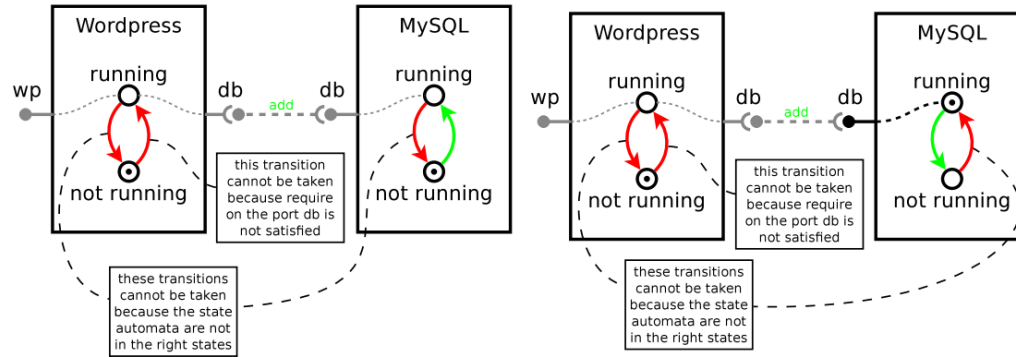 Wordpress
MySQL
running
running
wp
db
db
add
not running
not running
this transition
cannot be taken
because require
on the port db is
not satisfied
these transitions
cannot be taken
because the state
automata are not
in the right states
Wordpress
MySQL
running
running
wp
db
db
add
not running
not running
this transition
cannot be taken
because require
on the port db is
not satisfied
these transitions
cannot be taken
because the state
automata are not
in the right states